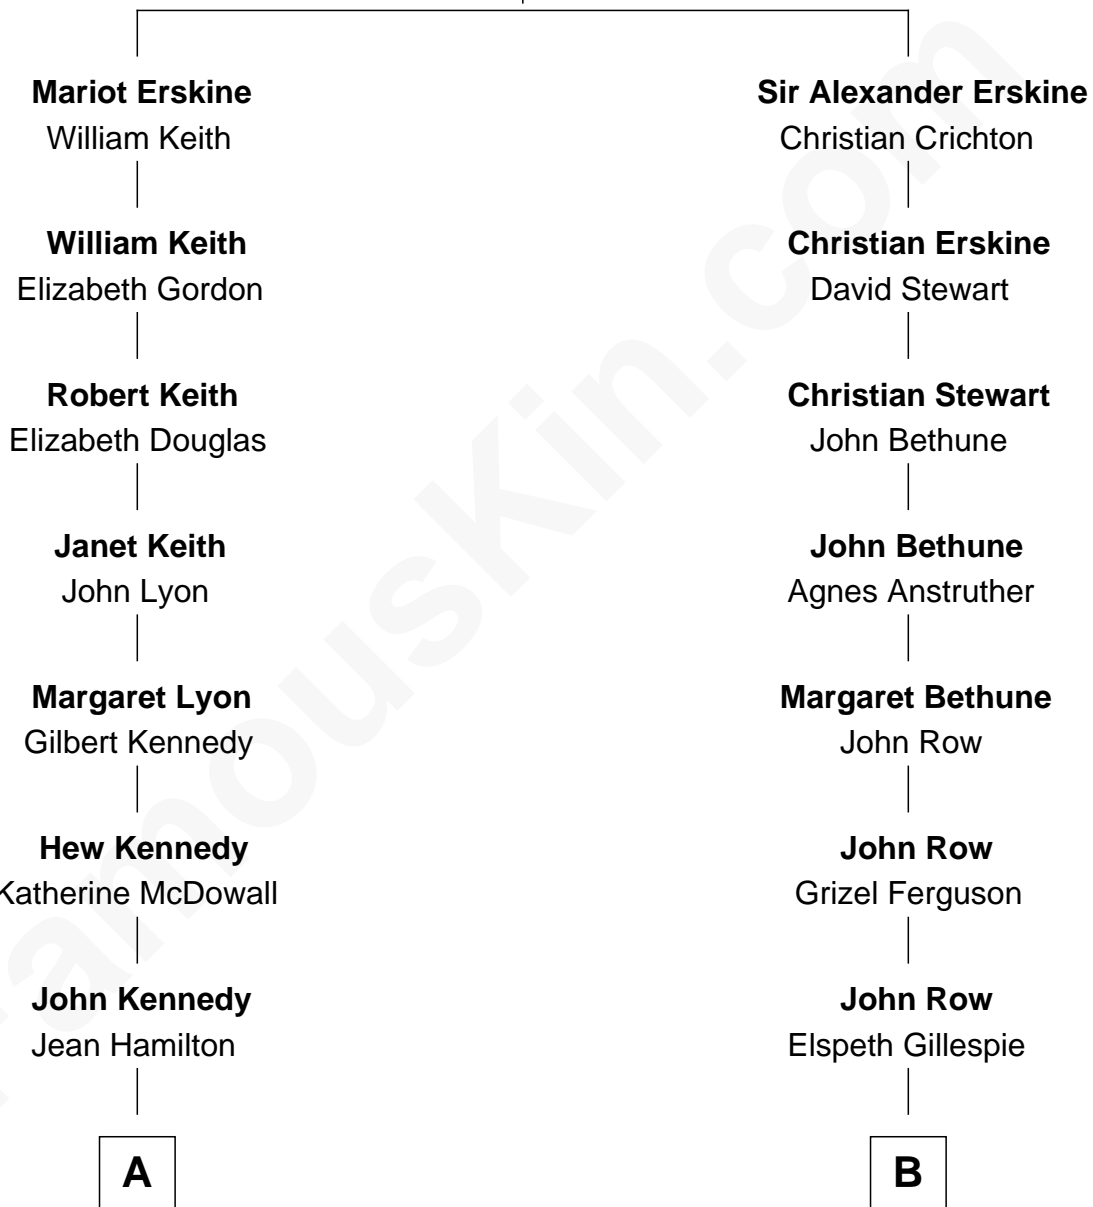 Mariot Erskine
William Keith
Sir Alexander Erskine
Christian Crichton
William Keith
Elizabeth Gordon
Christian Erskine
David Stewart
Robert Keith
Elizabeth Douglas
Christian Stewart
John Bethune
Janet Keith
John Lyon
John Bethune
Agnes Anstruther
Margaret Lyon
Gilbert Kennedy
Margaret Bethune
John Row
Hew Kennedy
Katherine McDowall
John Row
Grizel Ferguson
John Kennedy
Jean Hamilton
John Row
Elspeth Gillespie
A
B
FamousKin.com